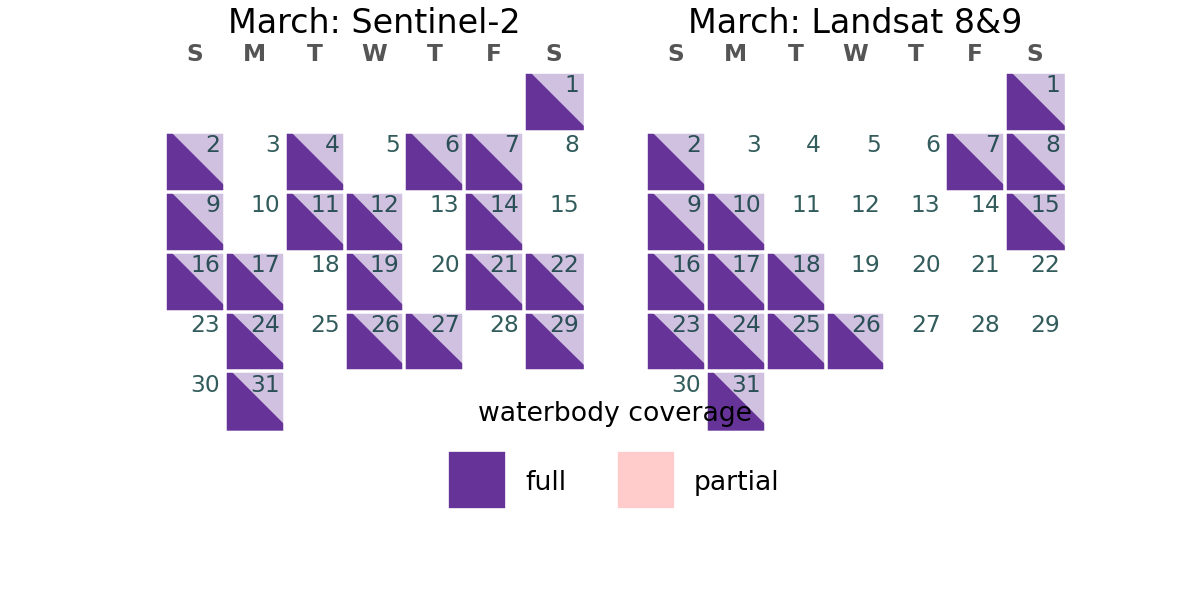 March: Sentinel-2
S M T W T F S
1
2 3 4 5 6 7 8
9 10 11 12 13 14 15
16 17 18 19 20 21 22
23 24 25 26 27 28 29
30 31
March: Landsat 8&9
S M T W T F S
1
2 3 4 5 6 7 8
9 10 11 12 13 14 15
16 17 18 19 20 21 22
23 24 25 26 27 28 29
30 31
waterbody coverage
full partial